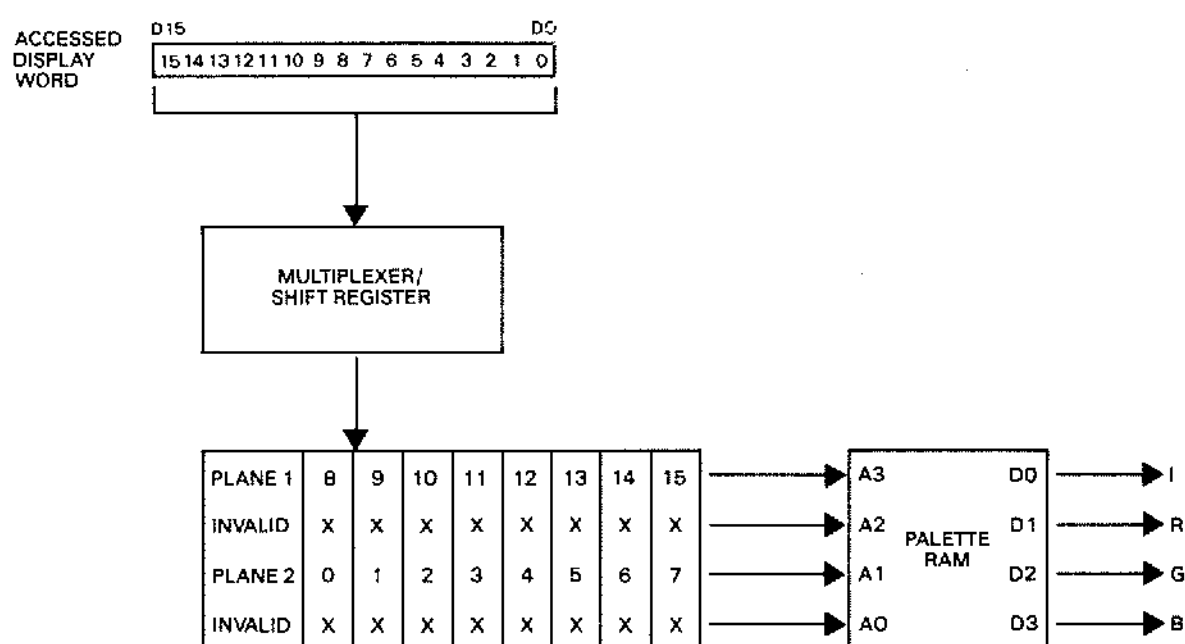 D15 D0
ACCESSED
DISPLAY
WORD
15 14 13 12 11 10 9 8 7 6 5 4 3 2 1 0
MULTIPLEXER/
SHIFT REGISTER
PLANE 1 8 9 10 11 12 13 14 15 A3 D0 I
INVALID X X X X X X X X A2 D1 R
PALETTE
RAM
PLANE 2 0 1 2 3 4 5 6 7 A1 D2 G
INVALID X X X X X X X X A0 D3 B